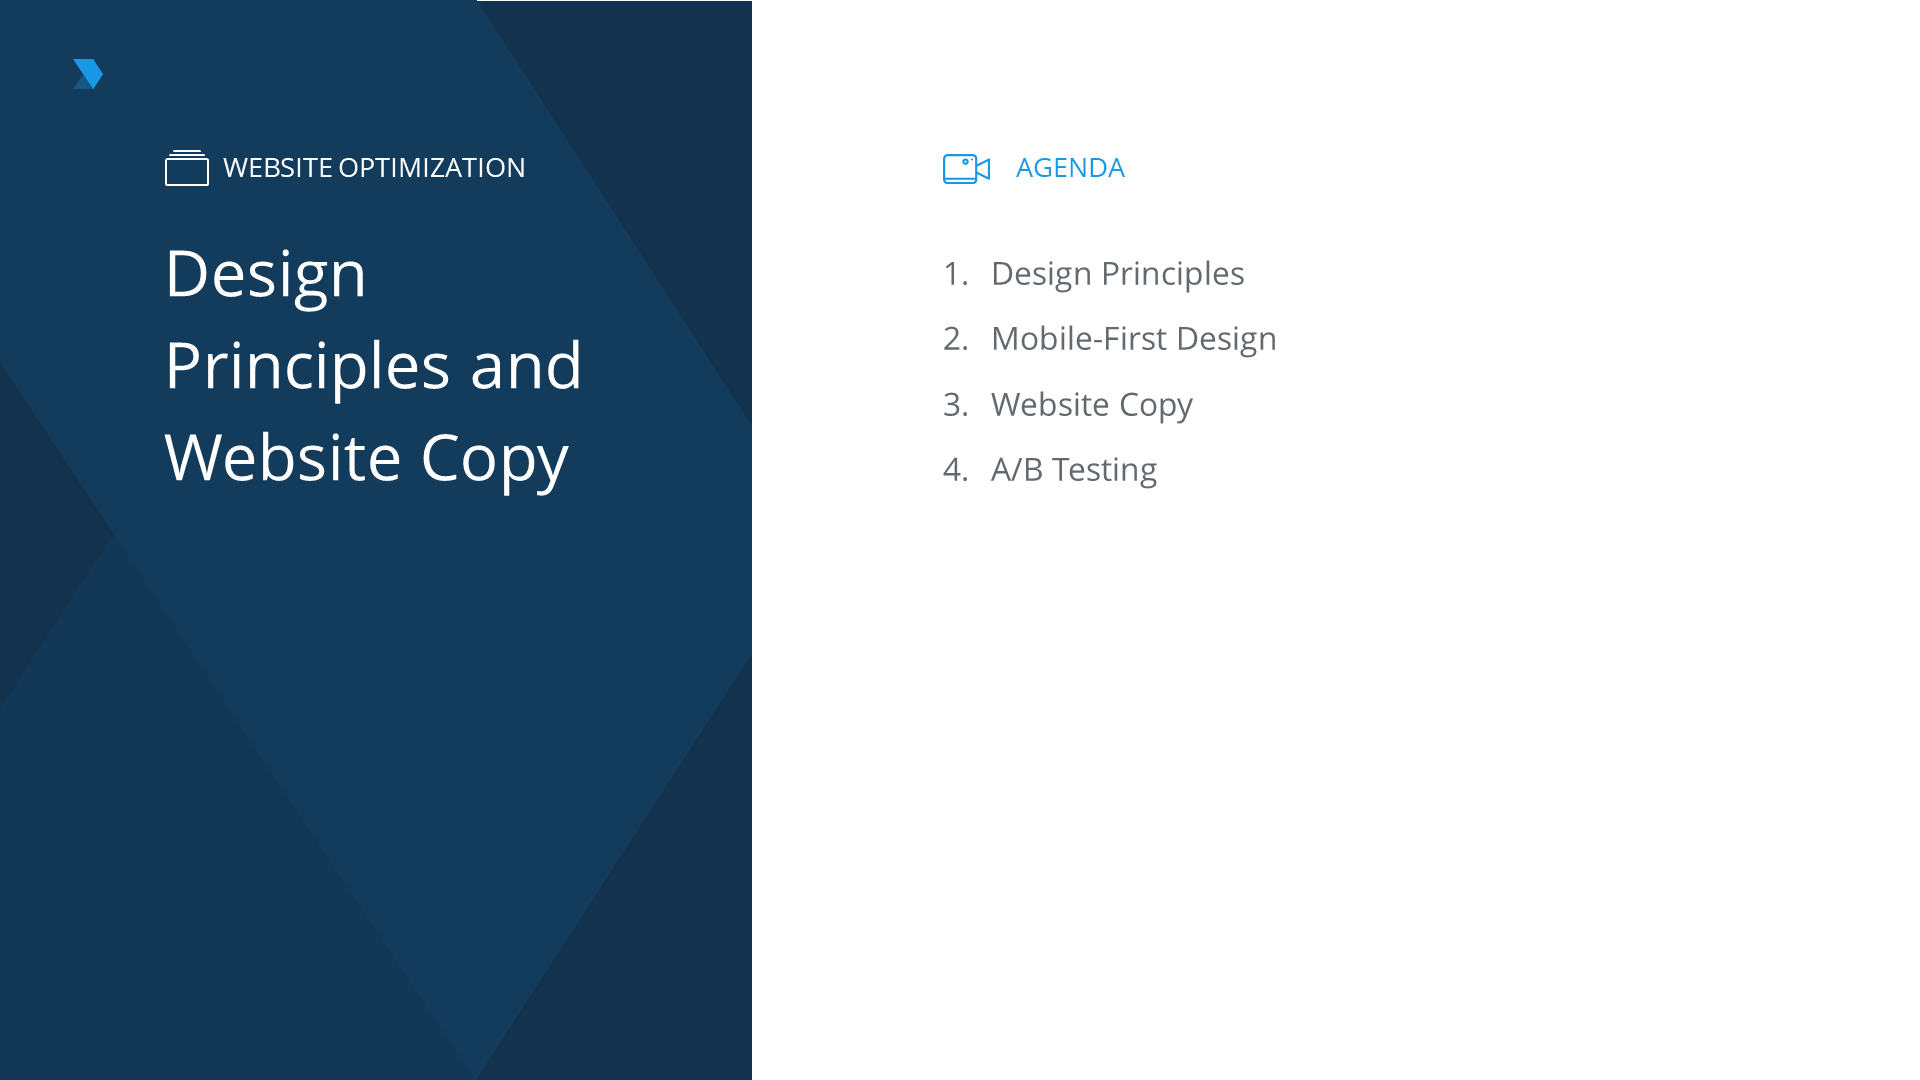 WEBSITE OPTIMIZATION
Design
Principles and
Website Copy
AGENDA
1. Design Principles
2. Mobile-First Design
3. Website Copy
4. A/B Testing